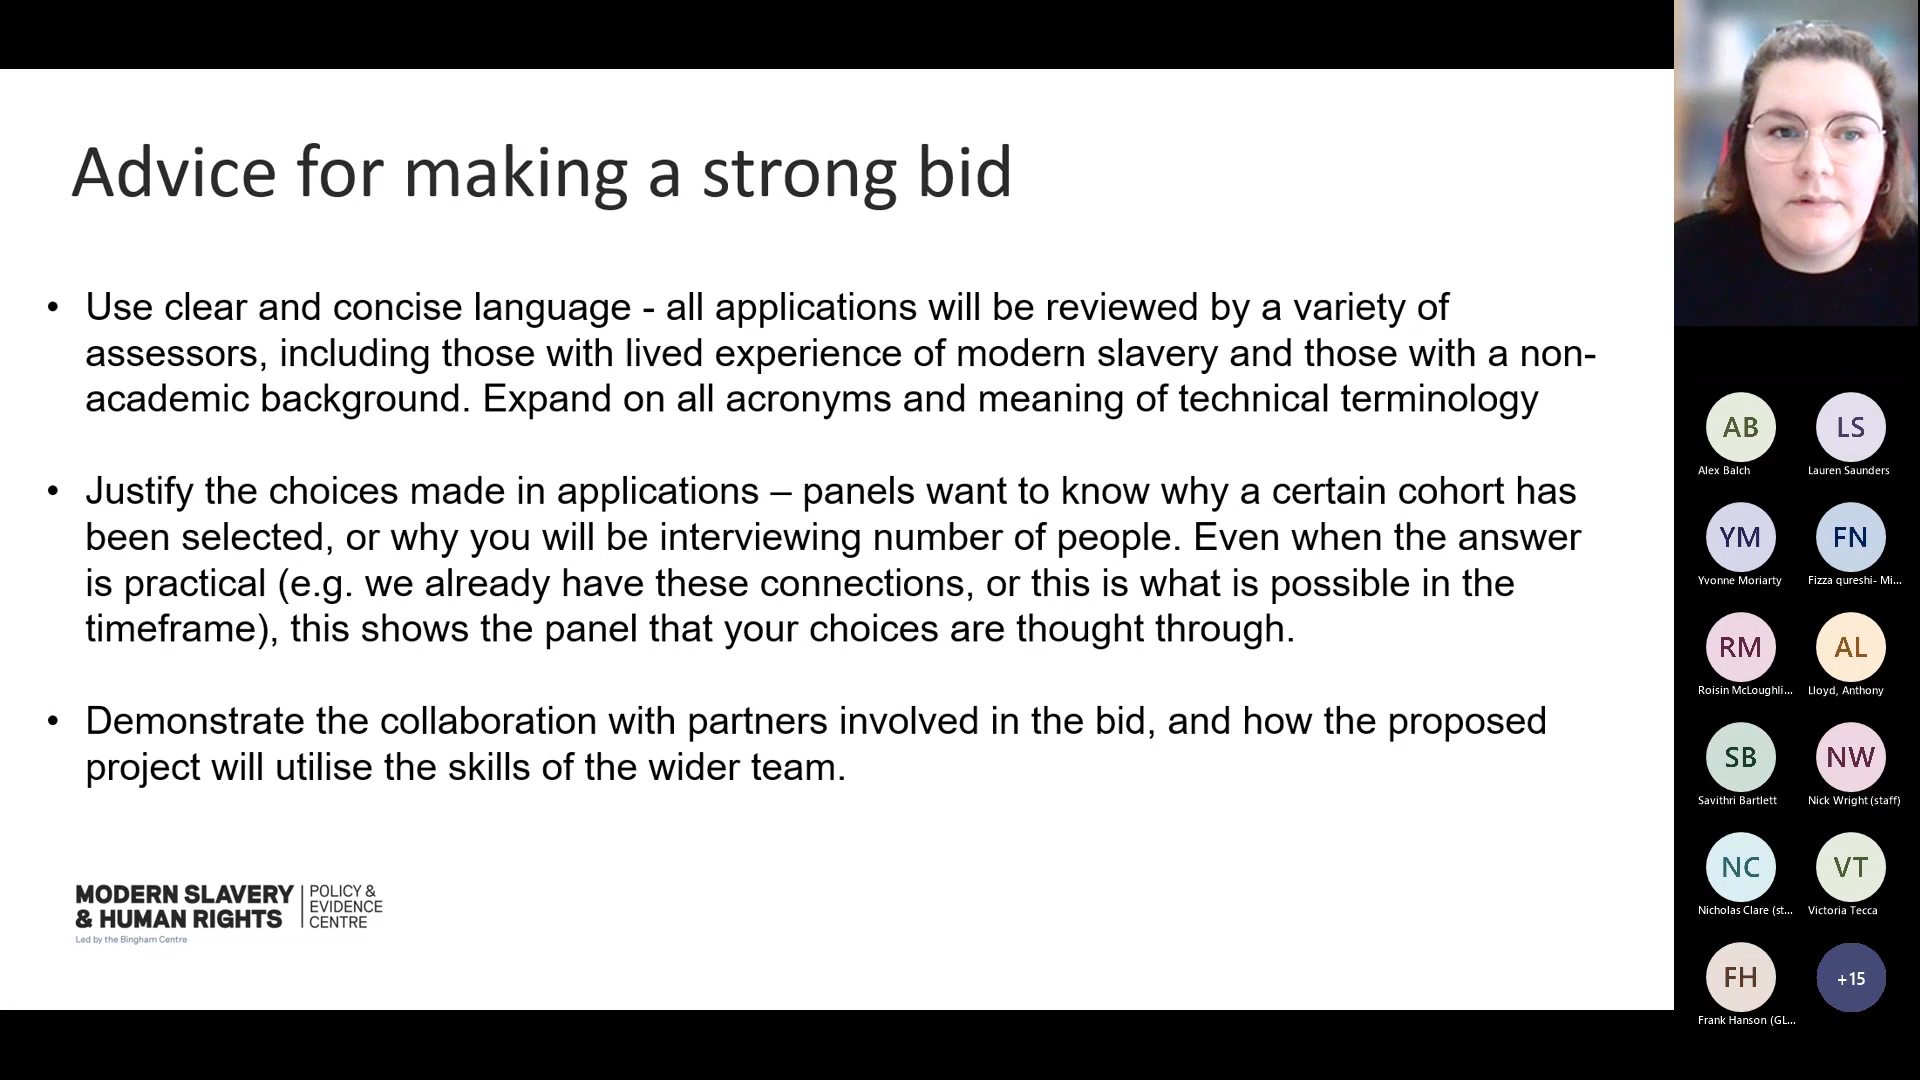 Advice for making a strong bid
• Use clear and concise language - all applications will be reviewed by a variety of
assessors, including those with lived experience of modern slavery and those with a non-
academic background. Expand on all acronyms and meaning of technical terminology
• Justify the choices made in applications – panels want to know why a certain cohort has
been selected, or why you will be interviewing number of people. Even when the answer
is practical (e.g. we already have these connections, or this is what is possible in the
timeframe), this shows the panel that your choices are thought through.
• Demonstrate the collaboration with partners involved in the bid, and how the proposed
project will utilise the skills of the wider team.
MODERN SLAVERY
& HUMAN RIGHTS
POLICY &
EVIDENCE
CENTRE
Led by the Bingham Centre
AB
Alex Balch
LS
Lauren Saunders
YM
Yvonne Moriarty
FN
Fizza qureshi- Mi...
RM
Roisin McLoughli...
AL
Lloyd, Anthony
SB
Savithri Bartlett
NW
Nick Wright (staff)
NC
Nicholas Clare (st...
VT
Victoria Tecca
FH
Frank Hanson (GL...
+15